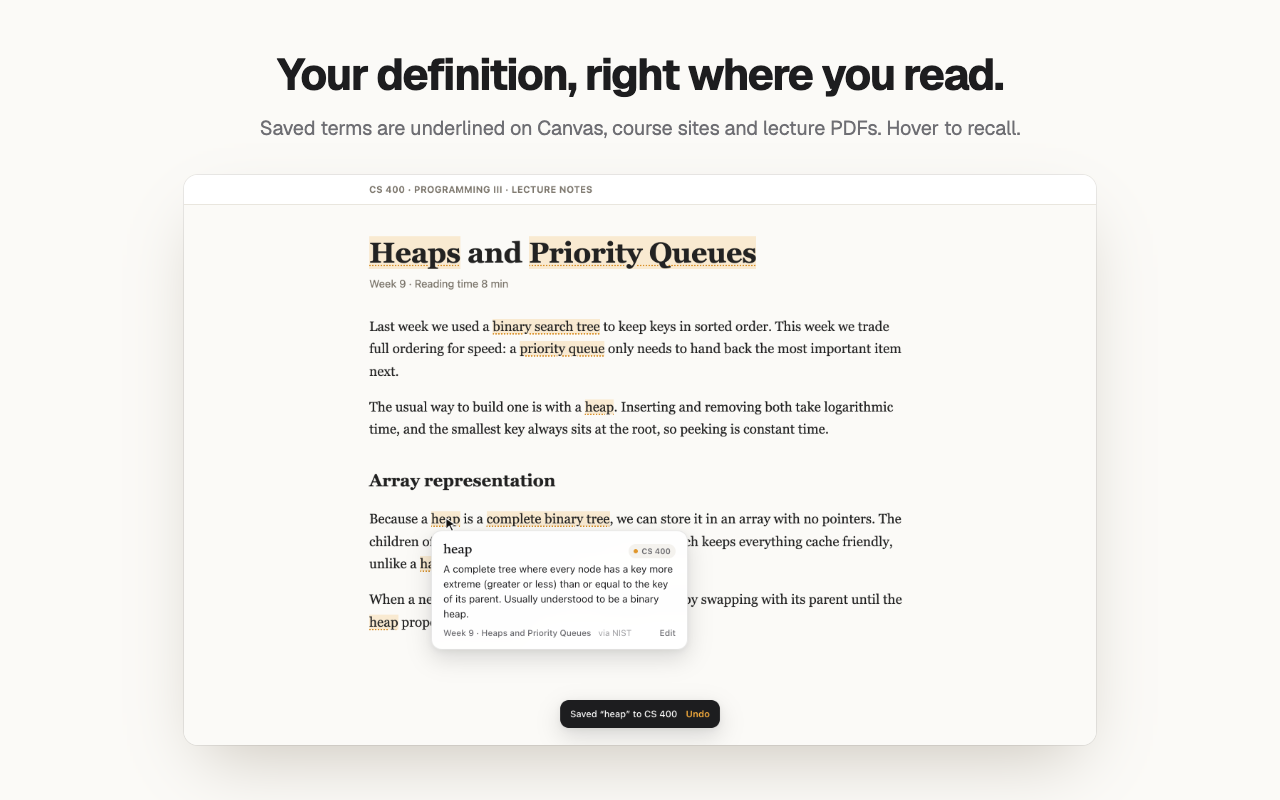 Your definition, right where you read.
Saved terms are underlined on Canvas, course sites and lecture PDFs. Hover to recall.
CS 400 · PROGRAMMING III · LECTURE NOTES
Heaps and Priority Queues
Week 9 · Reading time 8 min
Last week we used a binary search tree to keep keys in sorted order. This week we trade
full ordering for speed: a priority queue only needs to hand back the most important item
next.
The usual way to build one is with a heap. Inserting and removing both take logarithmic
time, and the smallest key always sits at the root, so peeking is constant time.
Array representation
Because a heap is a complete binary tree, we can store it in an array with no pointers. The
children keeps everything cache friendly,
unlike a
When a by swapping with its parent until the
heap
heap
CS 400
A complete tree where every node has a key more
extreme (greater or less) than or equal to the key
of its parent. Usually understood to be a binary
heap.
Week 9 · Heaps and Priority Queues via NIST Edit
Saved “heap” to CS 400 Undo